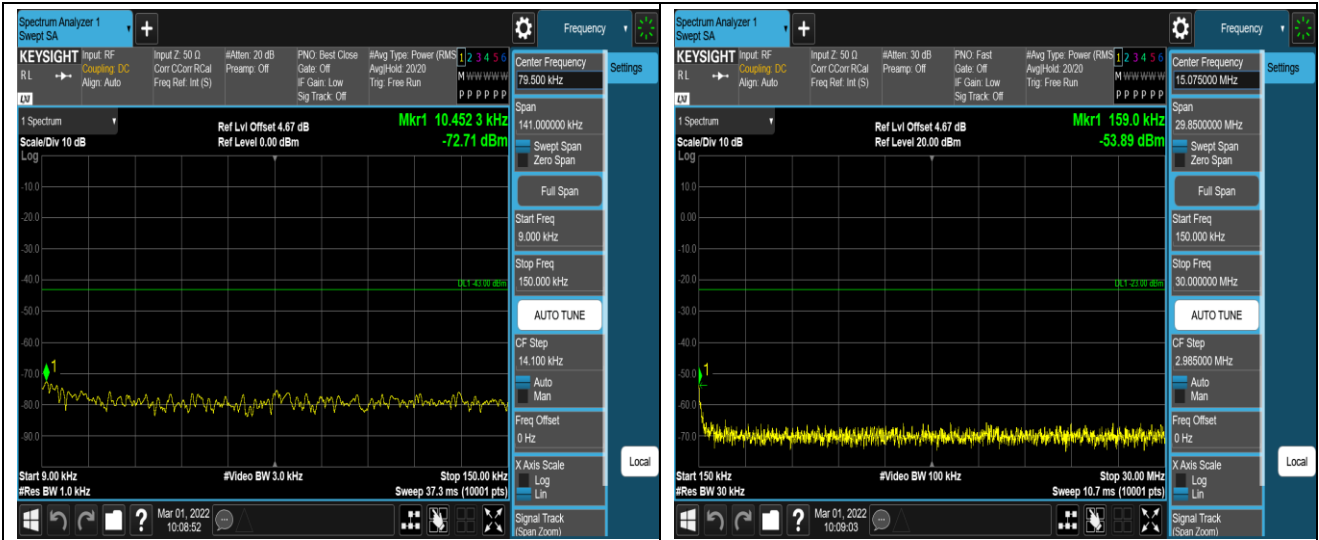 Spectrum Analyzer 1
Swept SA
+
Frequency
KEYSIGHT
RL
LXI
Input: RF
Coupling: DC
Align: Auto
Input Z: 50 Ω
Corr CCorr RCal
Freq Ref: Int (S)
#Atten: 20 dB
Preamp: Off
PNO: Best Close
Gate: Off
IF Gain: Low
Sig Track: Off
#Avg Type: Power (RMS
Avg|Hold: 20/20
Trig: Free Run
1 2 3 4 5 6
M W W W W W
P P P P P P
Center Frequency
79.500 kHz
Settings
1 Spectrum
Scale/Div 10 dB
Log
Ref Lvl Offset 4.67 dB
Ref Level 0.00 dBm
Mkr1 10.452 3 kHz
-72.71 dBm
Span
141.000000 kHz
Swept Span
Zero Span
Full Span
Start Freq
9.000 kHz
Stop Freq
150.000 kHz
AUTO TUNE
CF Step
14.100 kHz
Auto
Man
Freq Offset
0 Hz
X Axis Scale
Log
Lin
Signal Track
(Span Zoom)
Local
-10.0
-20.0
-30.0
-40.0
DL1 -43.00 dBm
-50.0
-60.0
-70.0
1
-80.0
-90.0
Start 9.00 kHz
#Res BW 1.0 kHz
#Video BW 3.0 kHz
Stop 150.00 kHz
Sweep 37.3 ms (10001 pts)
?
Mar 01, 2022
10:08:52
Spectrum Analyzer 1
Swept SA
+
Frequency
KEYSIGHT
RL
LXI
Input: RF
Coupling: DC
Align: Auto
Input Z: 50 Ω
Corr CCorr RCal
Freq Ref: Int (S)
#Atten: 30 dB
Preamp: Off
PNO: Fast
Gate: Off
IF Gain: Low
Sig Track: Off
#Avg Type: Power (RMS
Avg|Hold: 20/20
Trig: Free Run
1 2 3 4 5 6
M W W W W W
P P P P P P
Center Frequency
15.075000 MHz
Settings
1 Spectrum
Scale/Div 10 dB
Log
Ref Lvl Offset 4.67 dB
Ref Level 20.00 dBm
Mkr1 159.0 kHz
-53.89 dBm
Span
29.8500000 MHz
Swept Span
Zero Span
Full Span
Start Freq
150.000 kHz
Stop Freq
30.000000 MHz
AUTO TUNE
CF Step
2.985000 MHz
Auto
Man
Freq Offset
0 Hz
X Axis Scale
Log
Lin
Signal Track
(Span Zoom)
Local
10.0
0.00
-10.0
-20.0
DL1 -23.00 dBm
-30.0
-40.0
-50.0
1
-60.0
-70.0
Start 150 kHz
#Res BW 30 kHz
#Video BW 100 kHz
Stop 30.00 MHz
Sweep 10.7 ms (10001 pts)
?
Mar 01, 2022
10:09:03